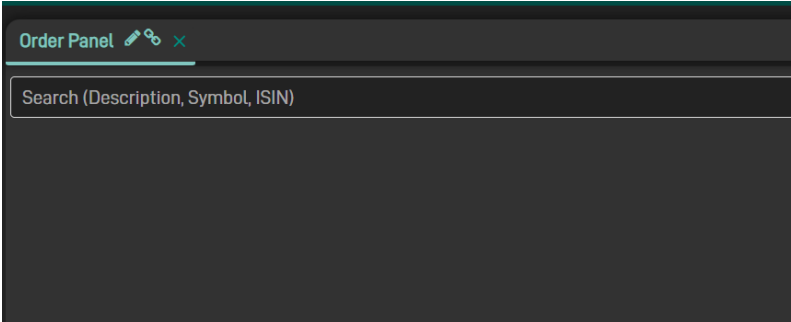 Order Panel
Search (Description, Symbol, ISIN)